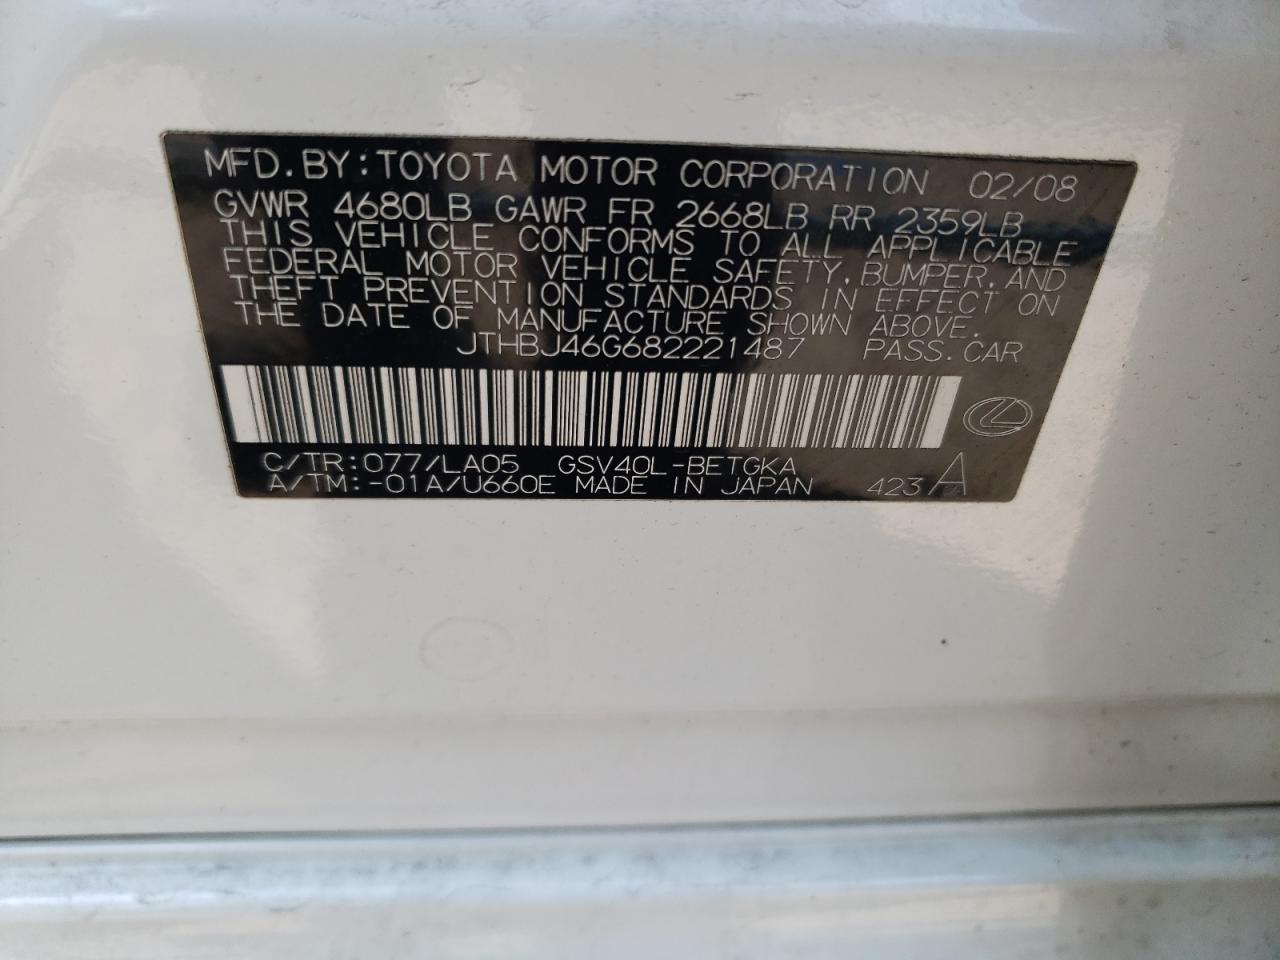 MFD. BY: TOYOTA MOTOR CORPORATION 02/08
GVWR 4680LB GAWR FR 2668LB RR 2359LB
THIS VEHICLE CONFORMS TO ALL APPLICABLE
FEDERAL MOTOR VEHICLE SAFETY, BUMPER, AND
THEFT PREVENTION STANDARDS IN EFFECT ON
THE DATE OF MANUFACTURE SHOWN ABOVE.
JTHBJ46G682221487 PASS. CAR
C/TR:077/LA05 GSV40L-BETGKA
A/TM:-01A/U660E MADE IN JAPAN 423 A